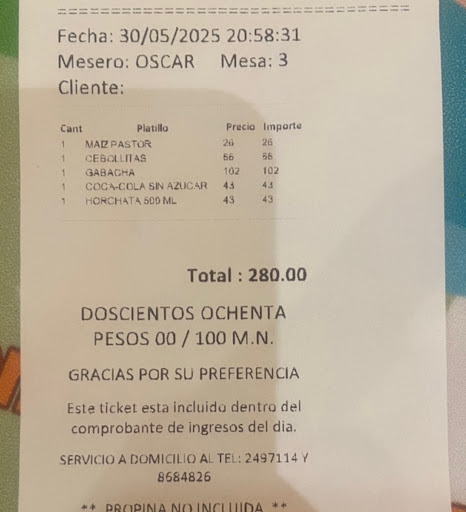 ================================================
Fecha: 30/05/2025 20:58:31
Mesero: OSCAR Mesa: 3
Cliente:
Cant Platillo Precio Importe
1 MAIZ PASTOR 26 26
1 CEBOLLITAS 66 66
1 GABACHA 102 102
1 COCA-COLA SIN AZUCAR 43 43
1 HORCHATA 500 ML 43 43
Total : 280.00
DOSCIENTOS OCHENTA
PESOS 00 / 100 M.N.
GRACIAS POR SU PREFERENCIA
Este ticket esta incluido dentro del
comprobante de ingresos del dia.
SERVICIO A DOMICILIO AL TEL: 2497114 Y
8684826
** PROPINA NO INCLUIDA **